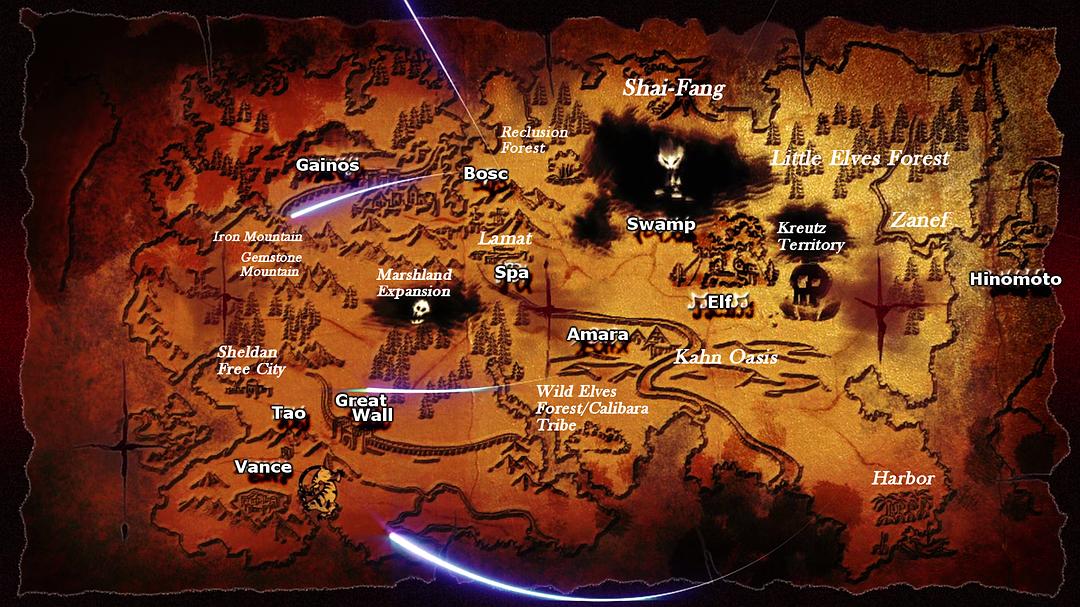 Shai-Fang
Reclusion
Forest
Little Elves Forest
Gainos
Bosc
Zanef
Swamp
Kreutz
Territory
Iron Mountain
Lamat
Gemstone
Mountain
Spa
Marshland
Expansion
Hinomoto
Elf
Amara
Sheldan
Free City
Kahn Oasis
Wild Elves
Forest/Calibara
Tribe
Great
Wall
Tao
Vance
Harbor